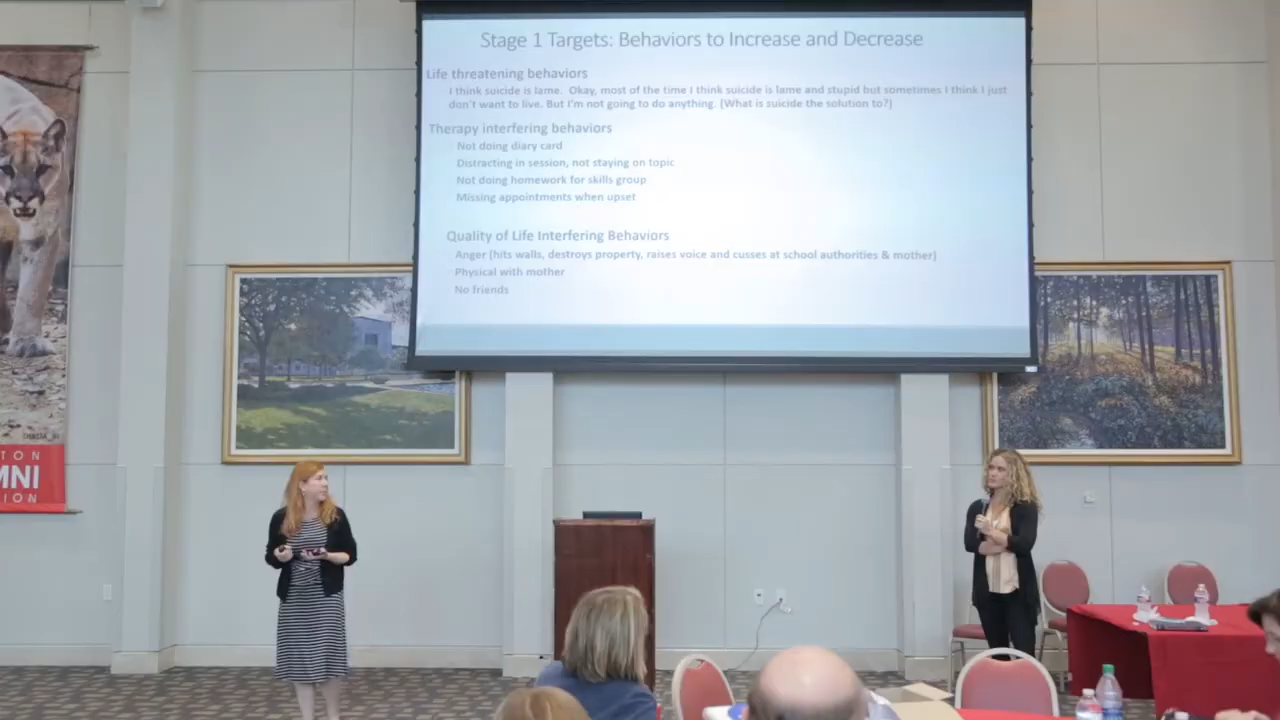 Stage 1 Targets: Behaviors to Increase and Decrease
Life threatening behaviors
I think suicide is lame. Okay, most of the time I think suicide is lame and stupid but sometimes I think I just
don't want to live. But I'm not going to do anything. (What is suicide the solution to?)
Therapy interfering behaviors
Not doing diary card
Distracting in session, not staying on topic
Not doing homework for skills group
Missing appointments when upset
Quality of Life Interfering Behaviors
Anger (hits walls, destroys property, raises voice and cusses at school authorities & mother)
Physical with mother
No friends
TON
MNI
ION